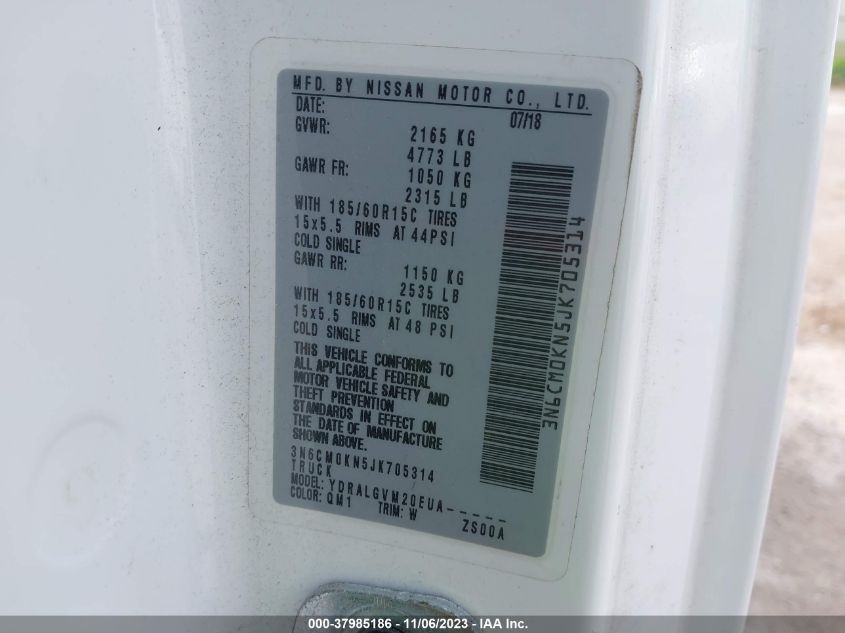 MFD. BY NISSAN MOTOR CO., LTD.
DATE: 07/18
GVWR: 2165 KG
4773 LB
GAWR FR: 1050 KG
2315 LB
WITH 185/60R15C TIRES
15x5.5 RIMS AT 44PSI
COLD SINGLE
GAWR RR: 1150 KG
2535 LB
WITH 185/60R15C TIRES
15x5.5 RIMS AT 48 PSI
COLD SINGLE
THIS VEHICLE CONFORMS TO
ALL APPLICABLE FEDERAL
MOTOR VEHICLE SAFETY AND
THEFT PREVENTION
STANDARDS IN EFFECT ON
THE DATE OF MANUFACTURE
SHOWN ABOVE.
3N6CM0KN5JK705314
TRUCK
MODEL: YDRALGVM20EUA-----
COLOR: QM1 TRIM: W ZS00A
3N6CM0KN5JK705314
000-37985186 - 11/06/2023 - IAA Inc.